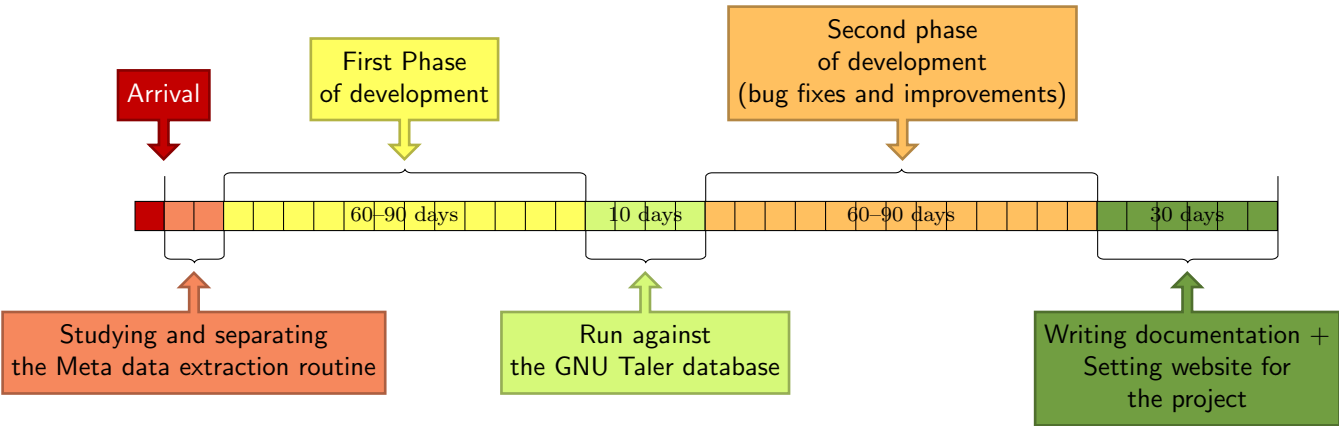 Second phase
of development
(bug fixes and improvements)
First Phase
of development
Arrival
60–90 days
10 days
60–90 days
30 days
Studying and separating
the Meta data extraction routine
Run against
the GNU Taler database
Writing documentation +
Setting website for
the project